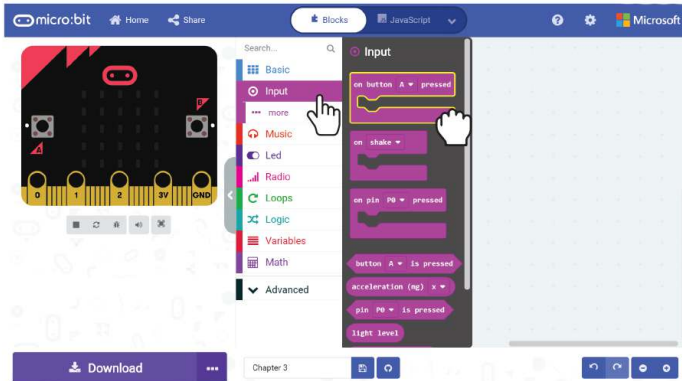 micro:bit
Home
Share
Blocks
JavaScript
Microsoft
Search...
Basic
Input
more
Music
Led
Radio
Loops
Logic
Variables
Math
Advanced
Input
on button A pressed
on shake
on pin P0 pressed
button A is pressed
acceleration (mg) x
pin P0 is pressed
light level
B
A
0 1 2 3V GND
Download
Chapter 3